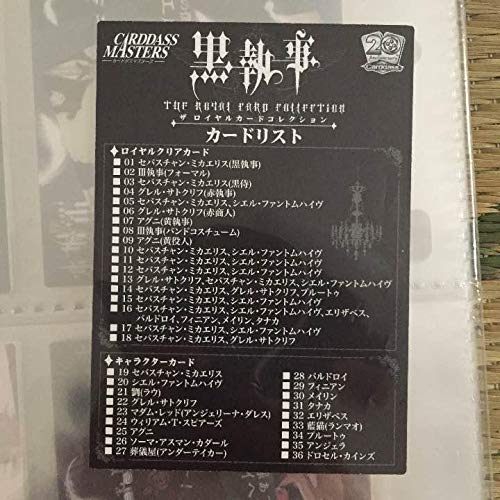 CARDDASS
MASTERS
カードダスマスターズ
20
Carddass
黒執事
THE ROYAL CARD COLLECTION
ザ ロイヤルカードコレクション
カードリスト
ロイヤルクリアカード
01 セバスチャン・ミカエリス(黒執事)
02 III執事(フォーマル)
03 セバスチャン・ミカエリス(黒侍)
04 グレル・サトクリフ(赤執事)
05 セバスチャン・ミカエリス、シエル・ファントムハイヴ
06 グレル・サトクリフ(赤商人)
07 アグニ(黄執事)
08 III執事(バンドコスチューム)
09 アグニ(黄役人)
10 セバスチャン・ミカエリス、シエル・ファントムハイヴ
11 セバスチャン・ミカエリス、シエル・ファントムハイヴ
12 セバスチャン・ミカエリス、シエル・ファントムハイヴ
13 グレル・サトクリフ、セバスチャン・ミカエリス、シエル・ファントムハイヴ
14 セバスチャン・ミカエリス、グレル・サトクリフ、プルートゥ
15 セバスチャン・ミカエリス、シエル・ファントムハイヴ
16 セバスチャン・ミカエリス、シエル・ファントムハイヴ、エリザベス、
バルドロイ、フィニアン、メイリン、タナカ
17 セバスチャン・ミカエリス、シエル・ファントムハイヴ
18 セバスチャン・ミカエリス、グレル・サトクリフ
キャラクターカード
19 セバスチャン・ミカエリス
20 シエル・ファントムハイヴ
21 劉(ラウ)
22 グレル・サトクリフ
23 マダム・レッド(アンジェリーナ・ダレス)
24 ウィリアム・T・スピアーズ
25 アグニ
26 ソーマ・アスマン・カダール
27 葬儀屋(アンダーテイカー)
28 バルドロイ
29 フィニアン
30 メイリン
31 タナカ
32 エリザベス
33 藍猫(ランマオ)
34 プルートゥ
35 アンジェラ
36 ドロセル・カインズ